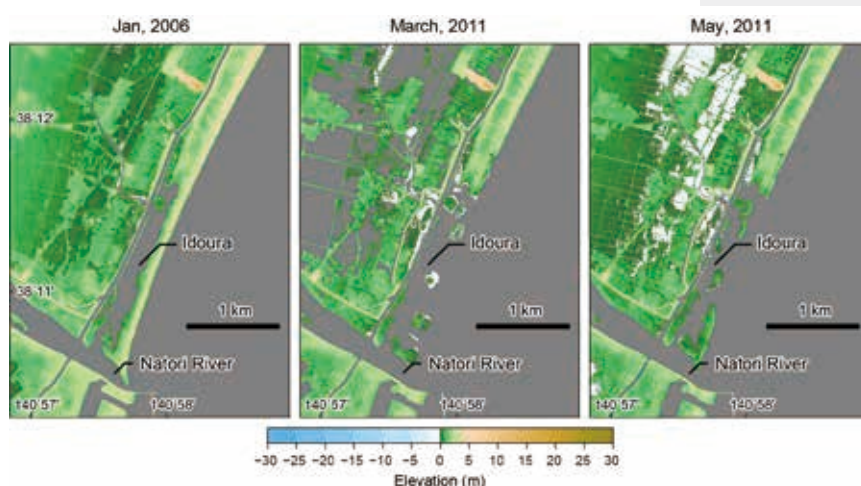 Jan, 2006
March, 2011
May, 2011
38˚12'
38˚11'
Idoura
Idoura
Idoura
1 km
1 km
1 km
Natori River
Natori River
Natori River
140˚57'
140˚58'
140˚57'
140˚58'
140˚57'
140˚58'
−30 −25 −20 −15 −10 −5 0 5 10 15 20 25 30
Elevation (m)